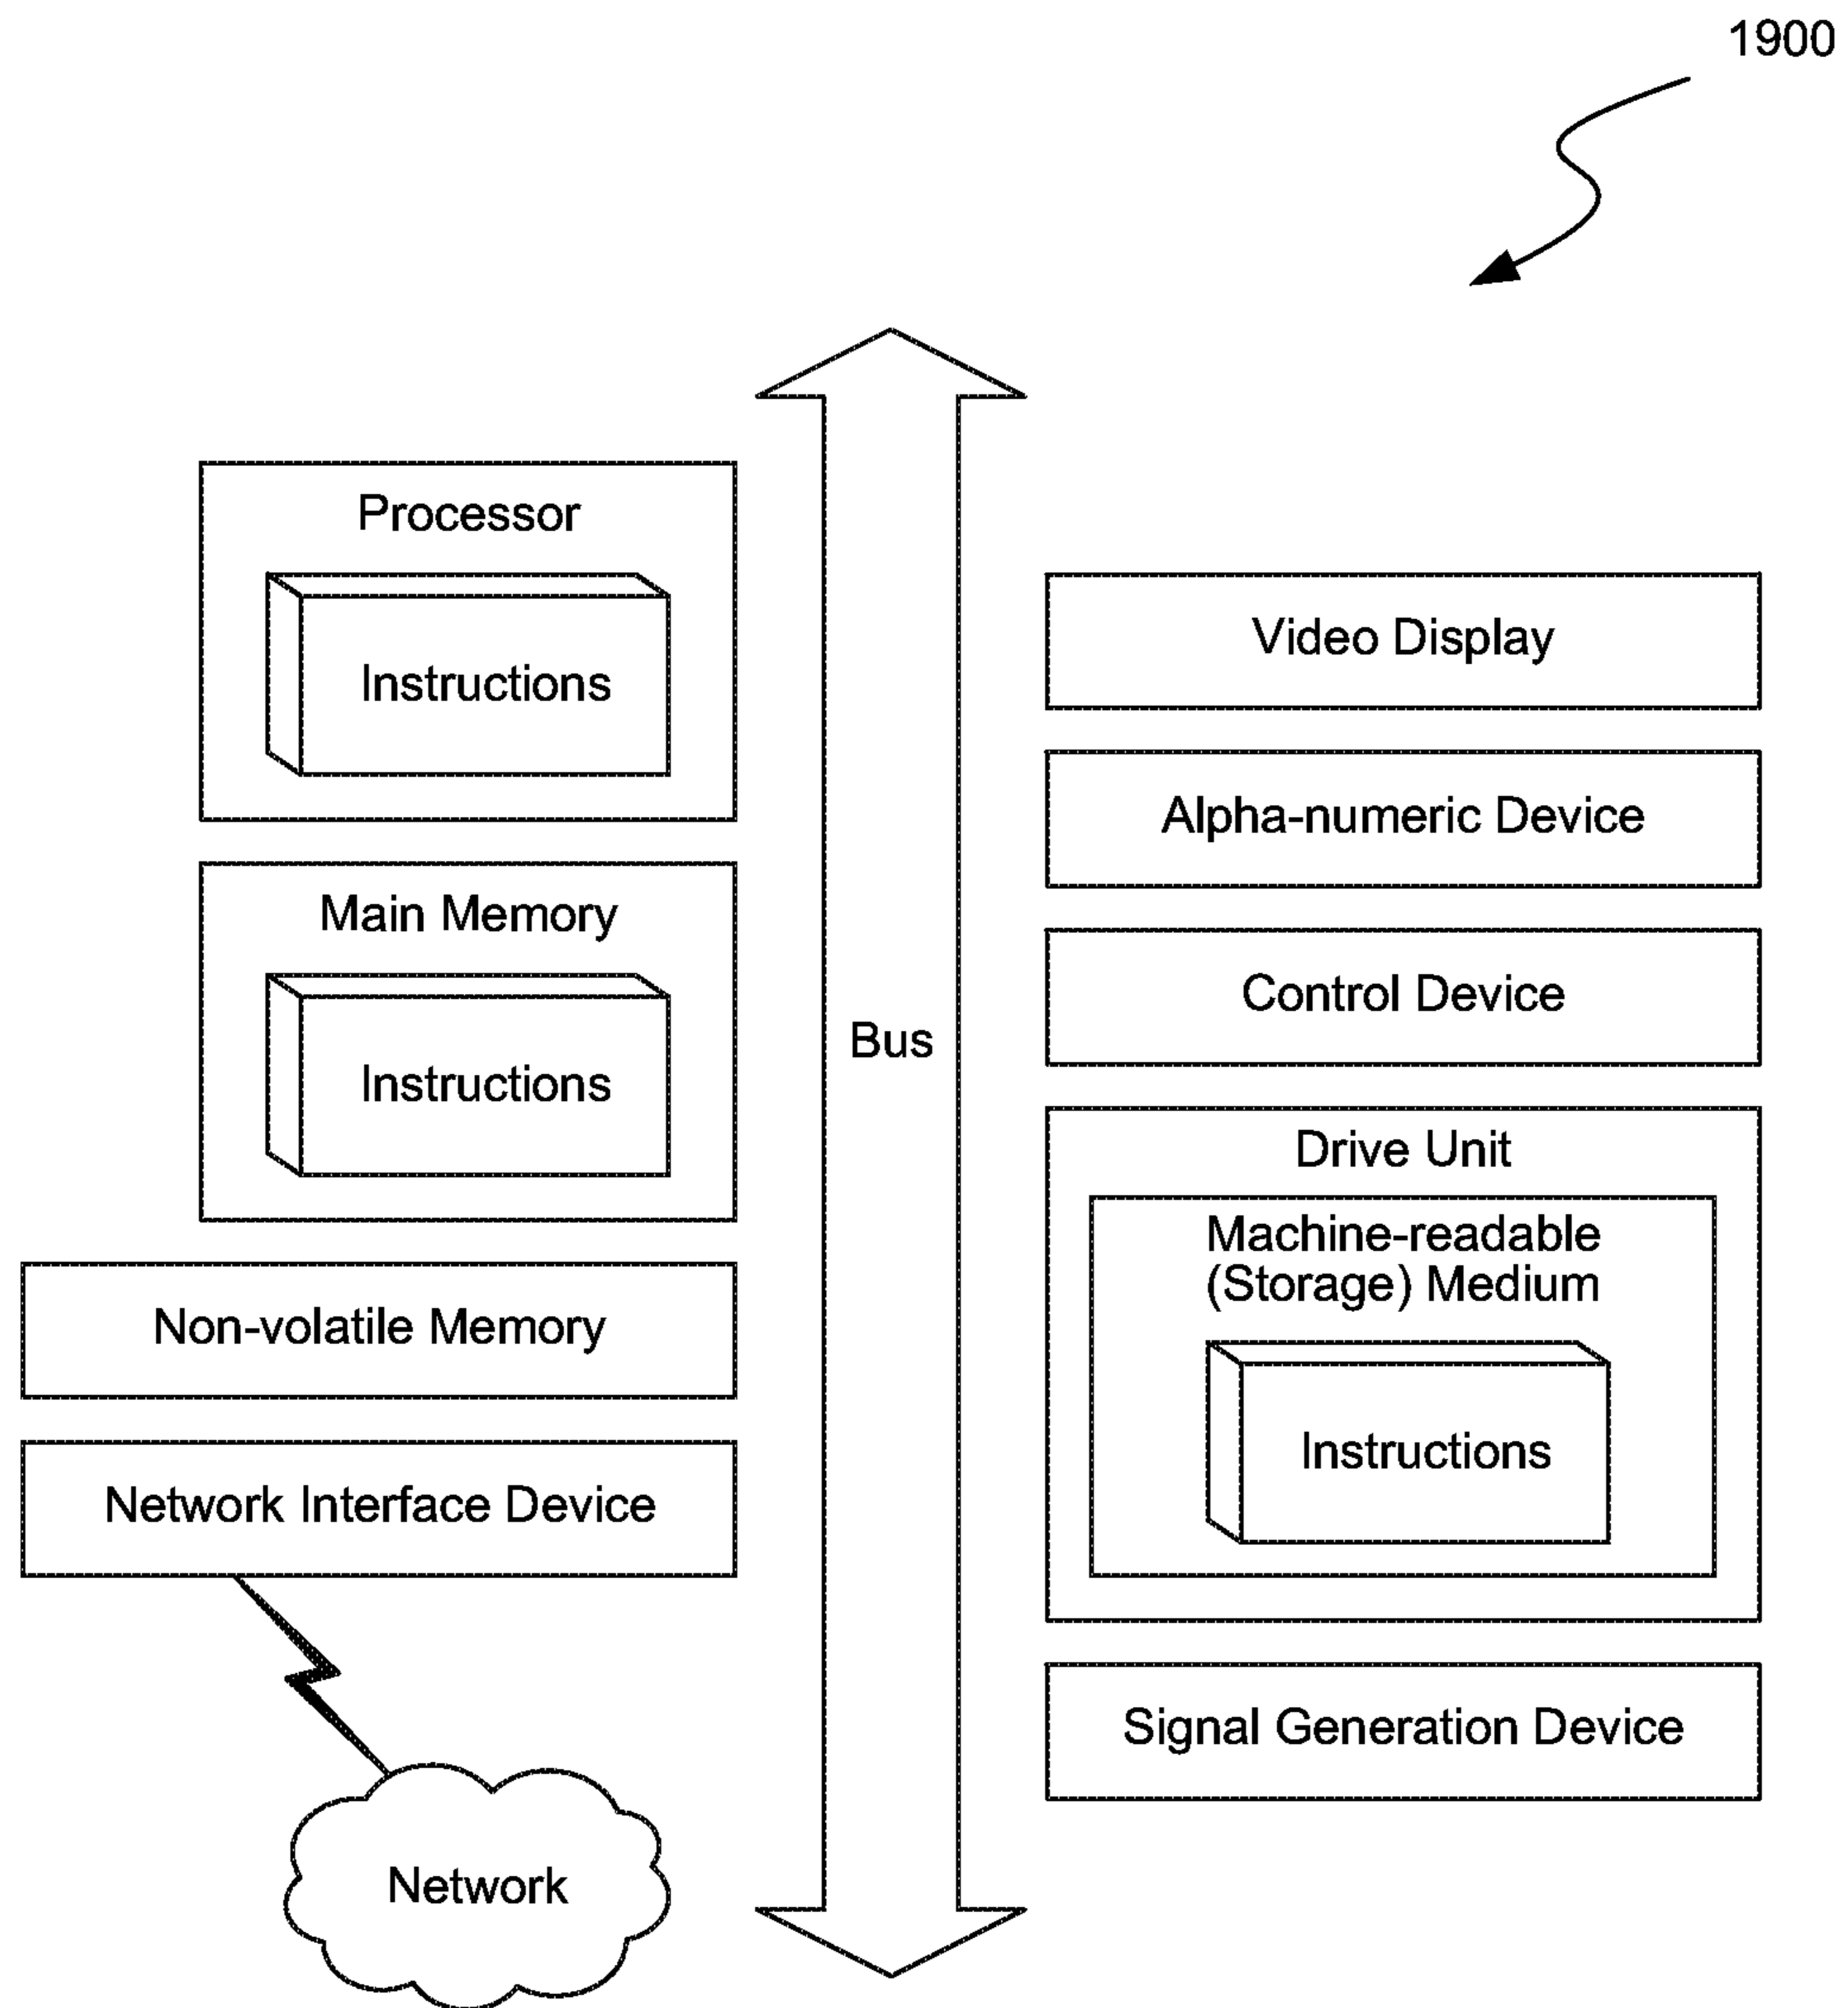 1900
Processor
Instructions
Main Memory
Instructions
Non-volatile Memory
Network Interface Device
Network
Bus
Video Display
Alpha-numeric Device
Control Device
Drive Unit
Machine-readable
(Storage) Medium
Instructions
Signal Generation Device